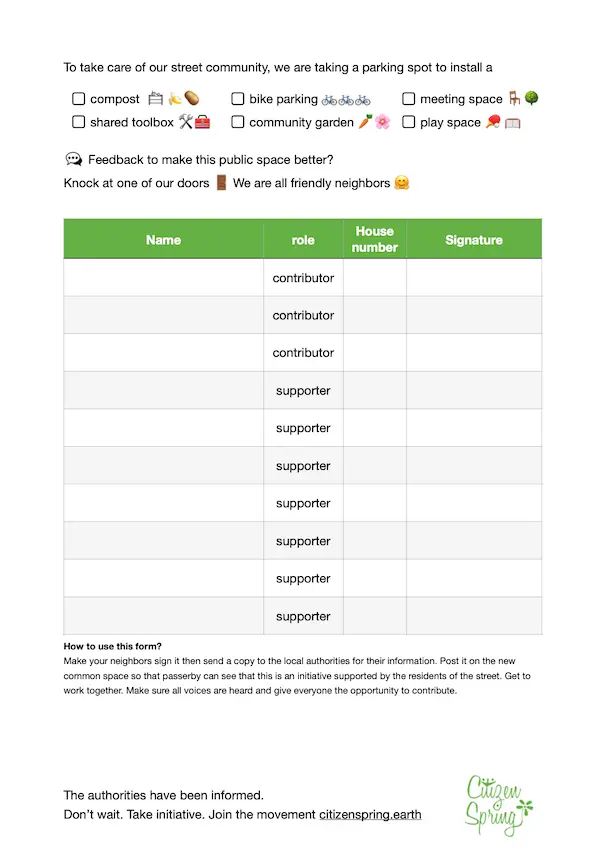 To take care of our street community, we are taking a parking spot to install a
compost bike parking meeting space
shared toolbox community garden play space
Feedback to make this public space better?
Knock at one of our doors 🚪 We are all friendly neighbors 🤗
Name role House number Signature
contributor
contributor
contributor
supporter
supporter
supporter
supporter
supporter
supporter
supporter
How to use this form?
Make your neighbors sign it then send a copy to the local authorities for their information. Post it on the new
common space so that passerby can see that this is an initiative supported by the residents of the street. Get to
work together. Make sure all voices are heard and give everyone the opportunity to contribute.
The authorities have been informed.
Don’t wait. Take initiative. Join the movement citizenspring.earth
Citizen
Spring